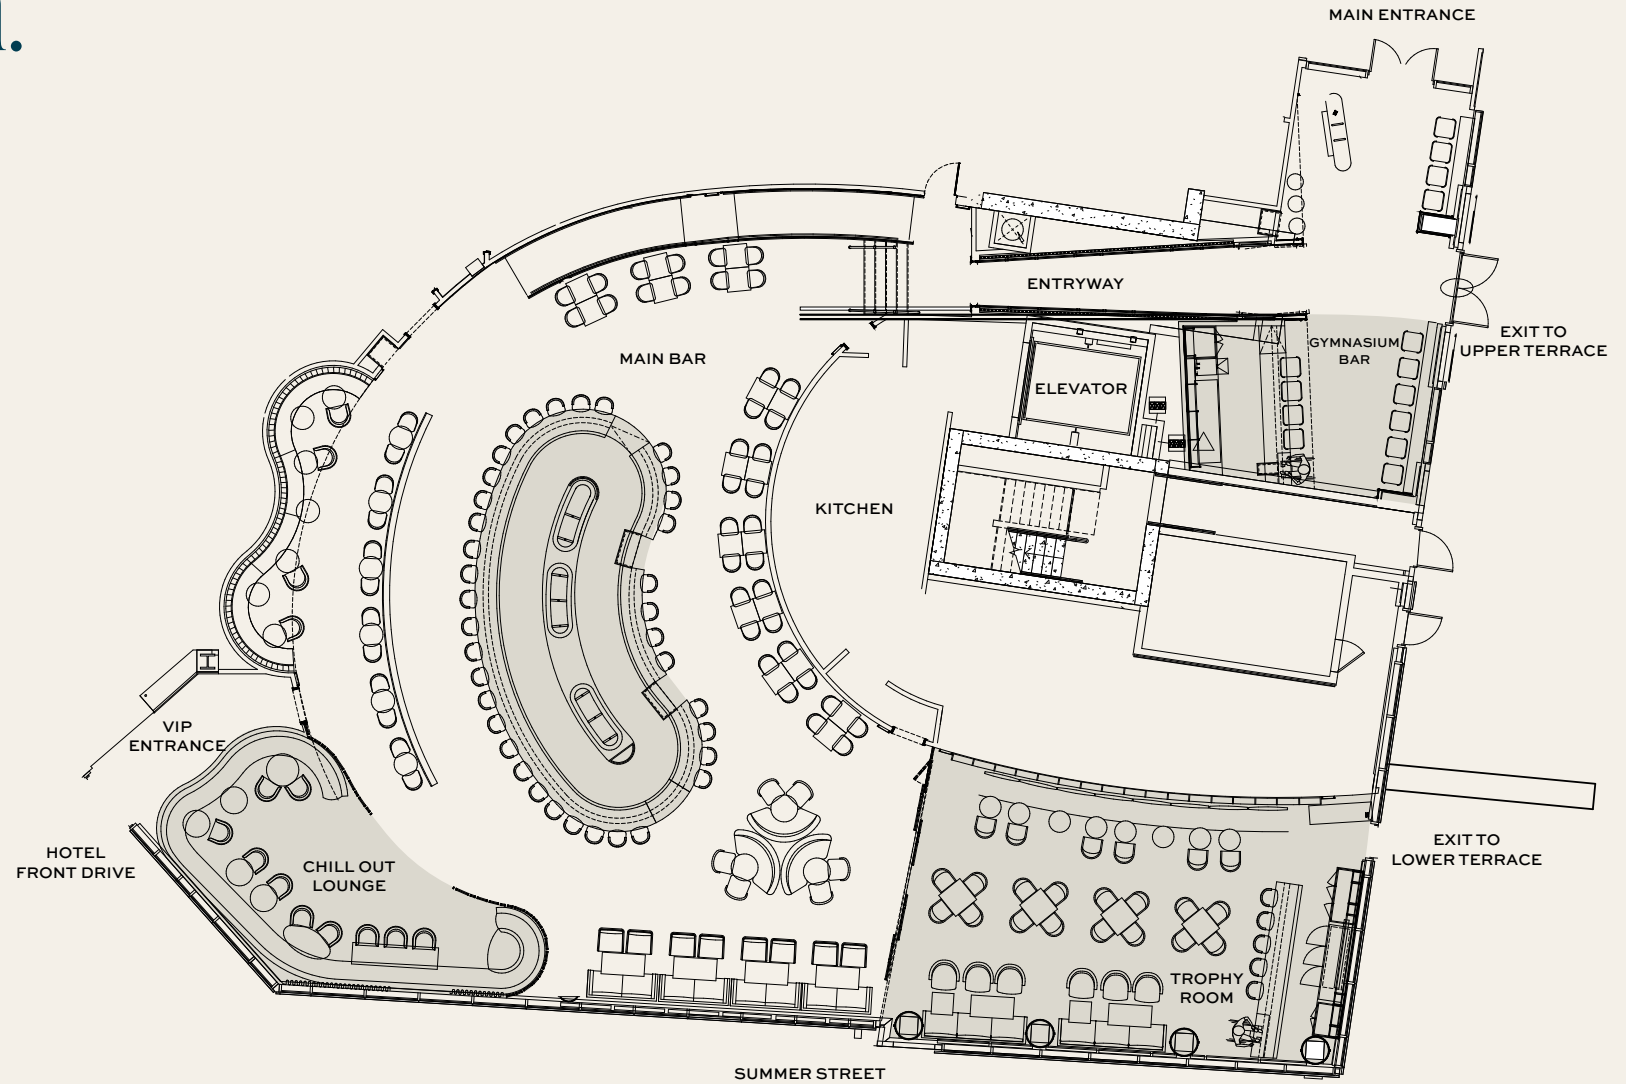 MAIN ENTRANCE
ENTRYWAY
EXIT TO
UPPER TERRACE
GYMNASIUM
BAR
MAIN BAR
ELEVATOR
KITCHEN
VIP
ENTRANCE
HOTEL
FRONT DRIVE
CHILL OUT
LOUNGE
EXIT TO
LOWER TERRACE
TROPHY
ROOM
SUMMER STREET